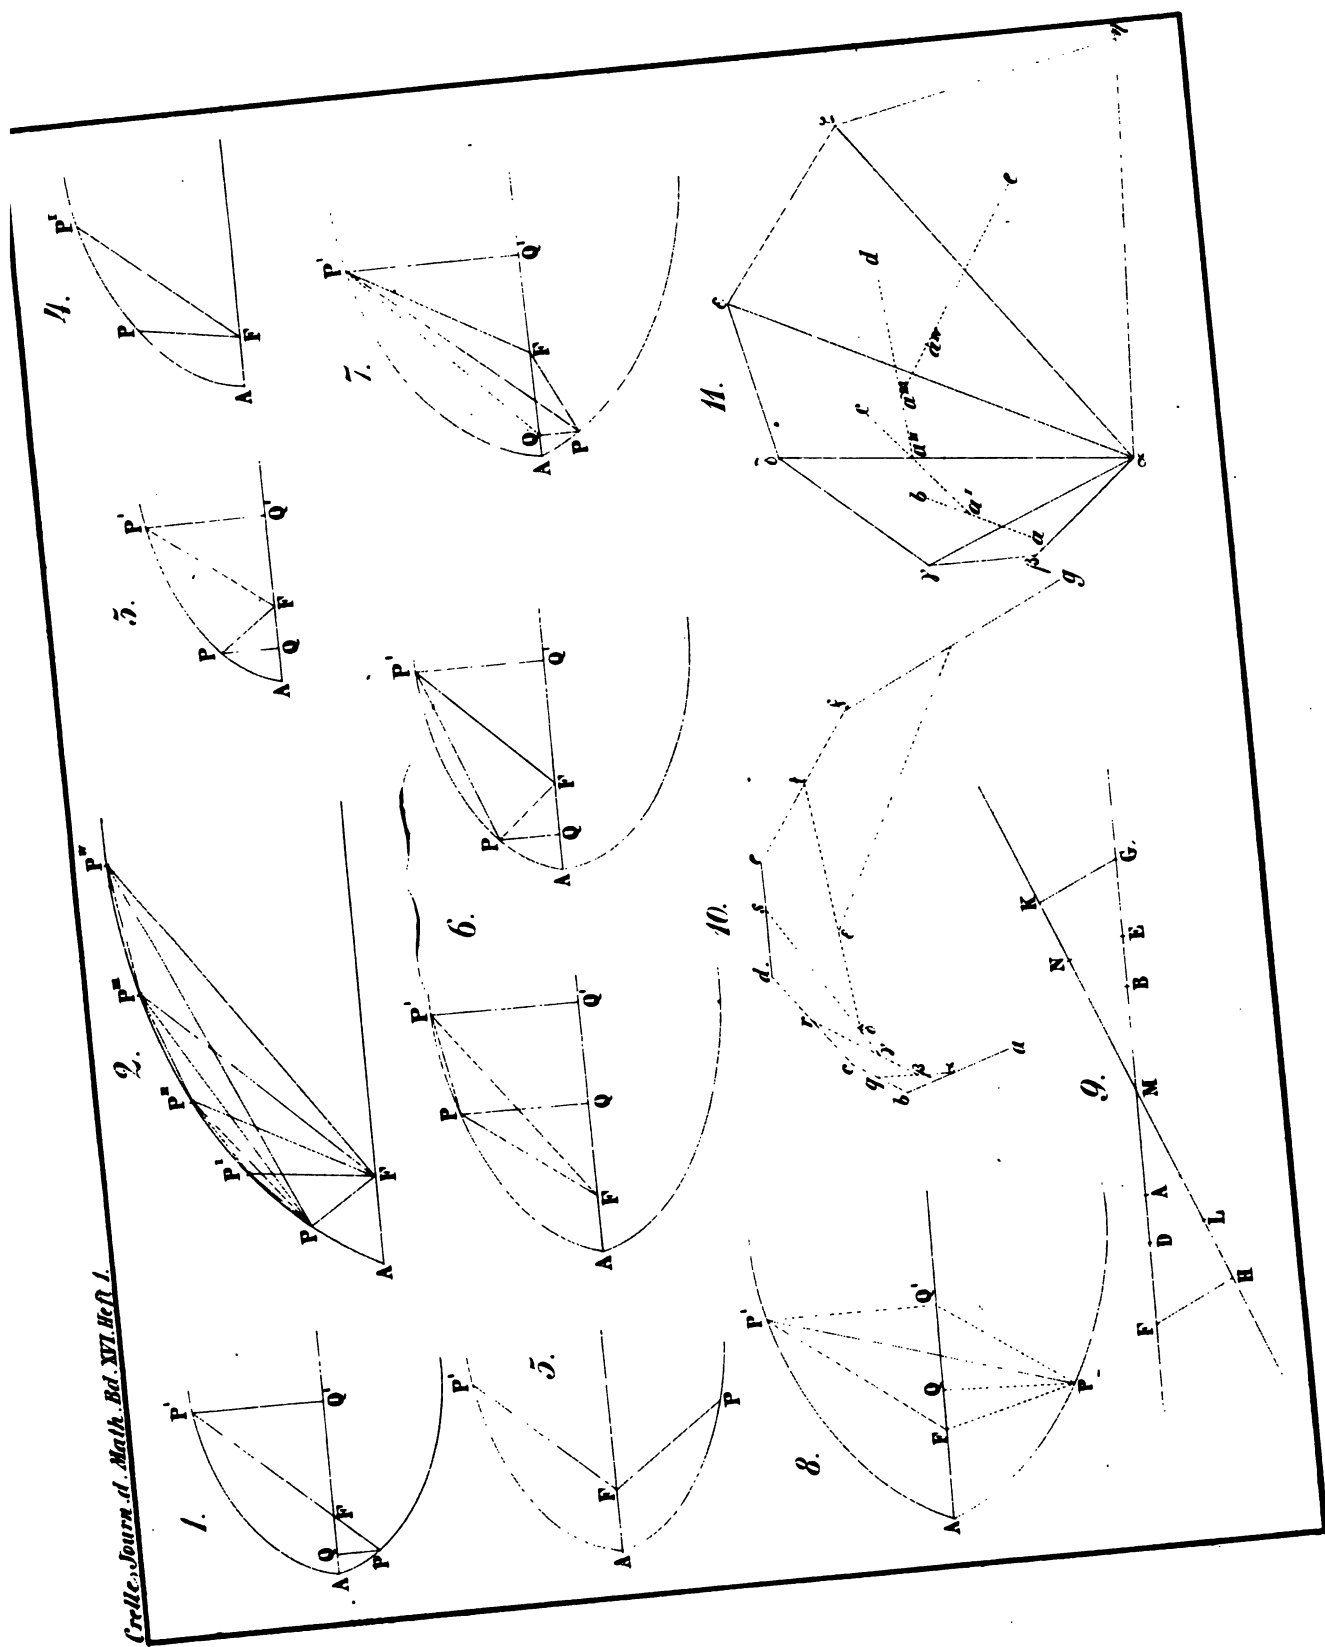 Crelle, Journ. d. Math. Bd. XVI. Heft 1.
1.
P'
Q
F
Q'
A
P
2.
P
P'
P"
P'''
P''''
A
F
3.
P
P'
A
Q
F
Q'
4.
P
P'
A
F
5.
P'
A
F
P
P
P'
A
F
Q
Q'
6.
P
P'
A
Q
F
Q'
7.
P'
A
Q
F
Q'
P
8.
P'
A
F
Q
Q'
P
9.
F
D
A
M
B
E
G
H
L
N
K
10.
a
b
c
d
e
f
g
q
r
s
t
α
β
γ
δ
ε
11.
α
β
γ
δ
ε
a
b
c
d
e
a'
a"
a'''
a''''